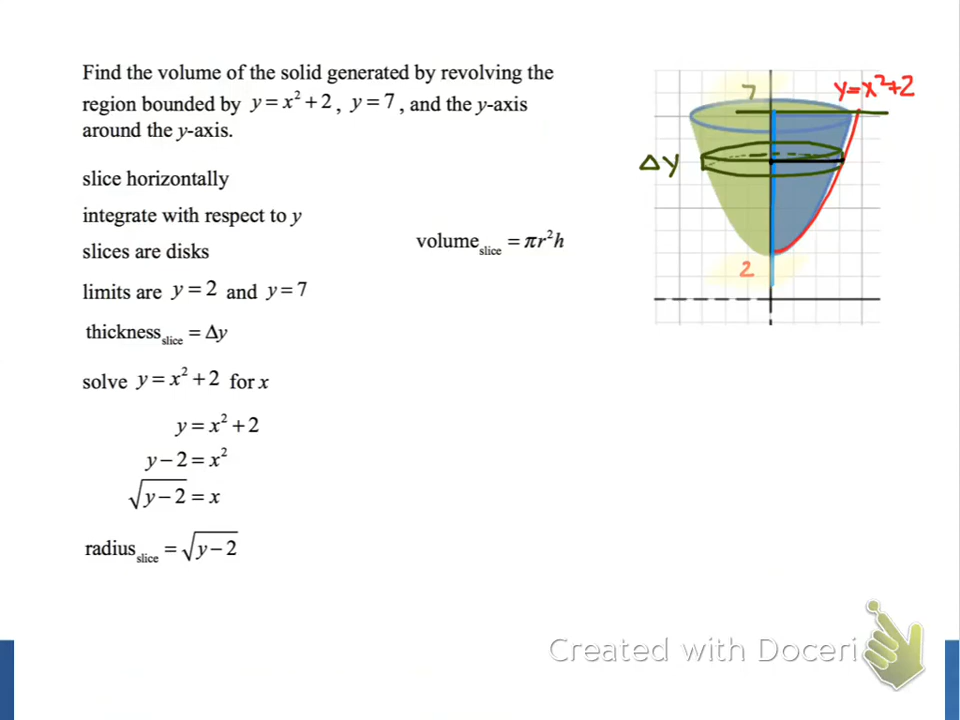 Find the volume of the solid generated by revolving the
region bounded by y = x² + 2, y = 7, and the y-axis
around the y-axis.
slice horizontally
integrate with respect to y
slices are disks
limits are y = 2 and y = 7
thickness_slice = Δy
solve y = x² + 2 for x
y = x² + 2
y − 2 = x²
√(y − 2) = x
radius_slice = √(y − 2)
volume_slice = πr²h
7
y=x²+2
Δy
2
Created with Doceri